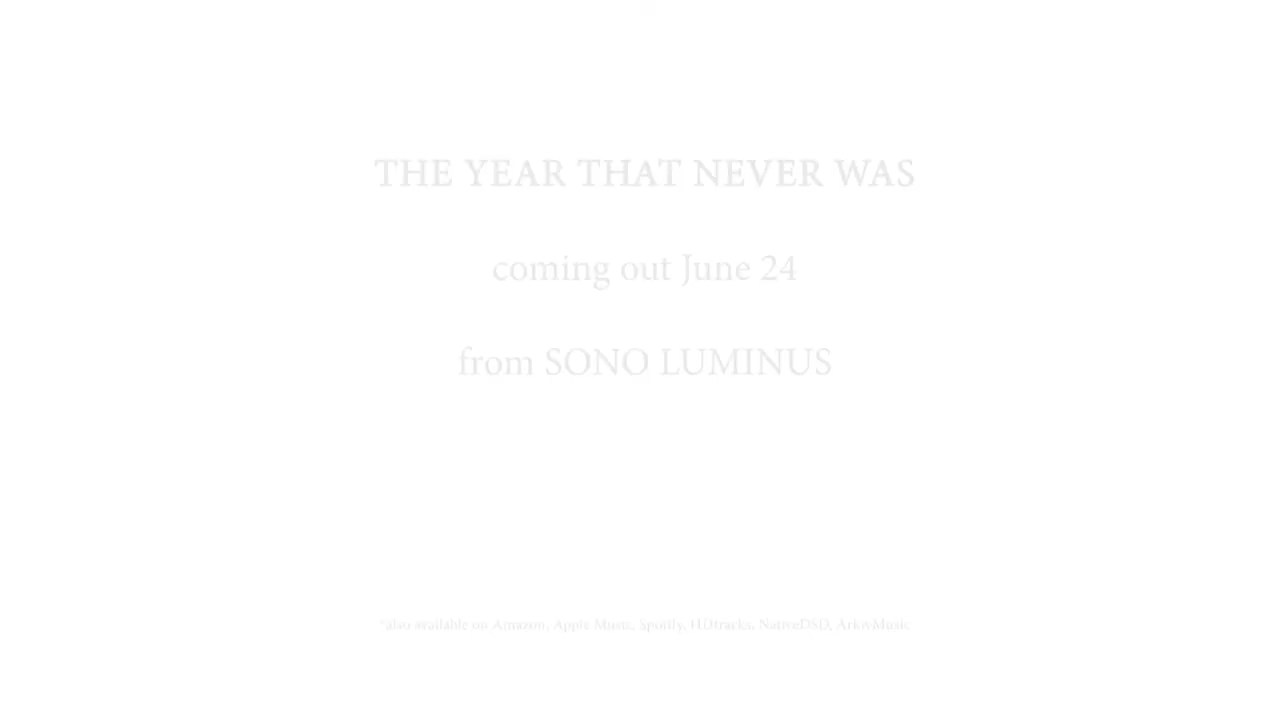 THE YEAR THAT NEVER WAS
coming out June 24
from SONO LUMINUS
*also available on Amazon, Apple Music, Spotify, HDtracks, NativeDSD, ArkivMusic